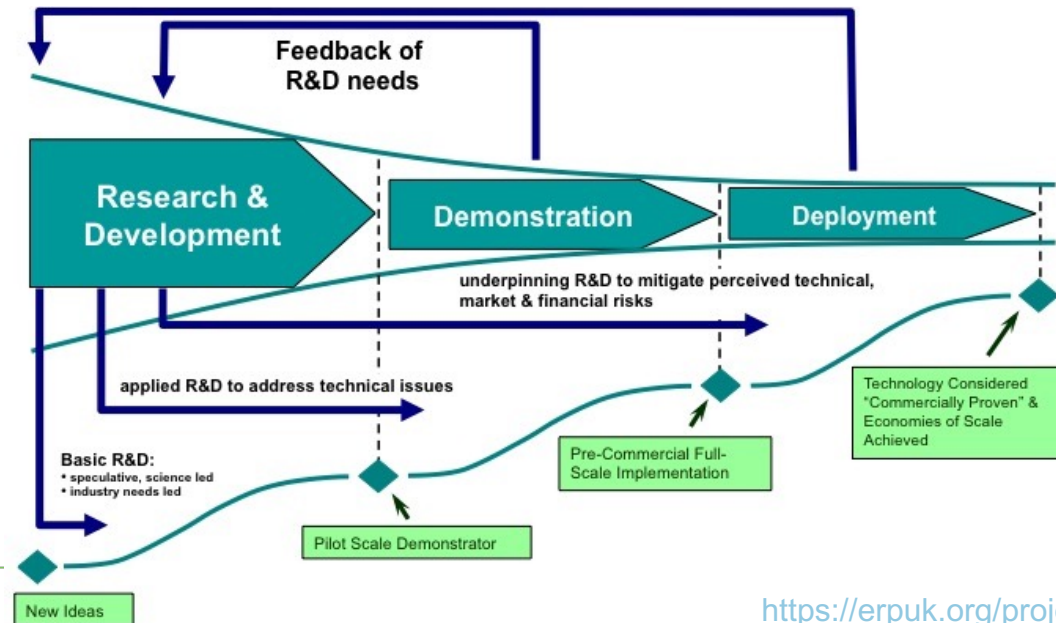 Feedback of
R&D needs
Research &
Development
Demonstration
Deployment
underpinning R&D to mitigate perceived technical,
market & financial risks
applied R&D to address technical issues
Basic R&D:
• speculative, science led
• industry needs led
Technology Considered
"Commercially Proven" &
Economies of Scale
Achieved
Pre-Commercial Full-
Scale Implementation
Pilot Scale Demonstrator
New Ideas
https://erpuk.org/proj